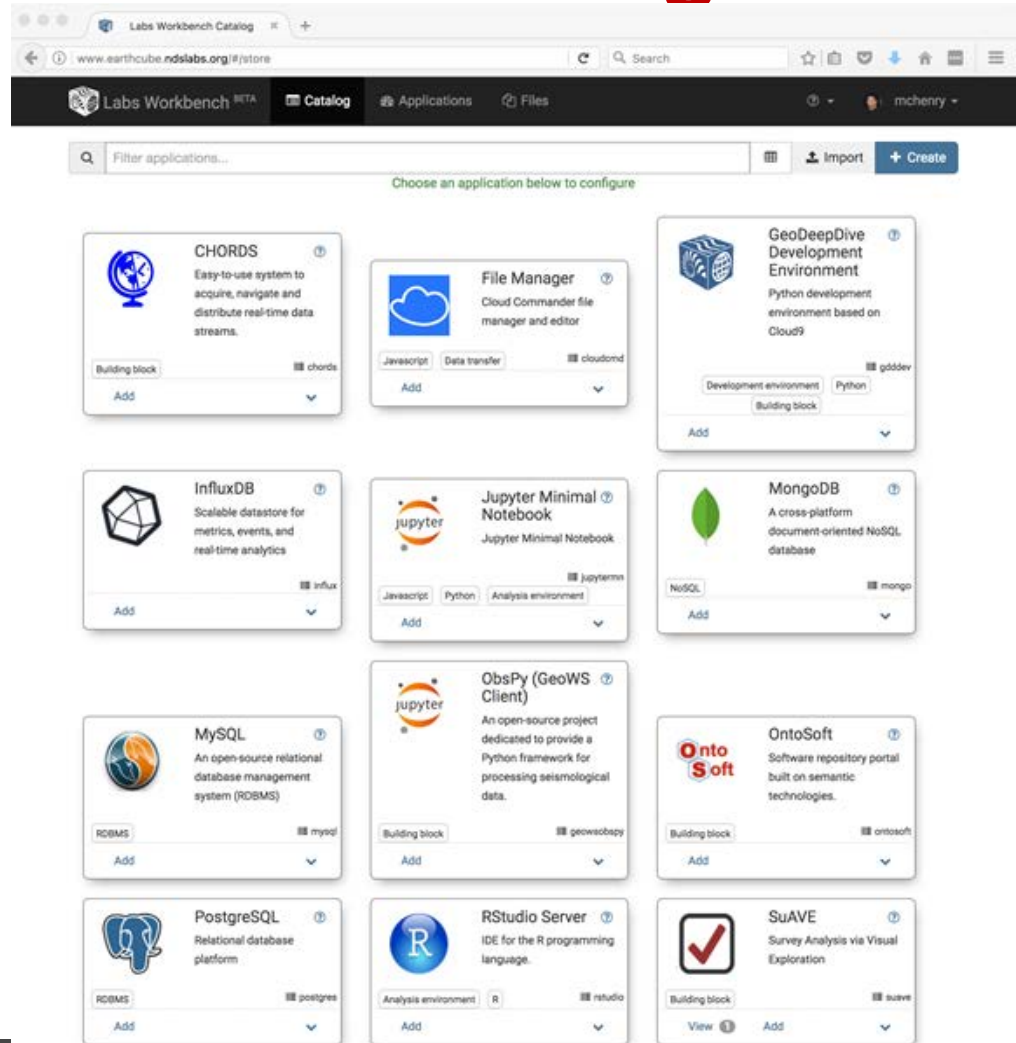 Labs Workbench Catalog
www.earthcube.ndslabs.org/#/store
Search
Labs Workbench BETA
Catalog
Applications
Files
mchenry
Filter applications...
Import
+ Create
Choose an application below to configure
CHORDS
Easy-to-use system to
acquire, navigate and
distribute real-time data
streams.
Building block
chords
Add
File Manager
Cloud Commander file
manager and editor
Javascript
Data transfer
cloudcmd
Add
GeoDeepDive
Development
Environment
Python development
environment based on
Cloud9
gdddev
Development environment
Python
Building block
Add
InfluxDB
Scalable datastore for
metrics, events, and
real-time analytics
influx
Add
jupyter
Jupyter Minimal
Notebook
Jupyter Minimal Notebook
jupytermn
Javascript
Python
Analysis environment
Add
MongoDB
A cross-platform
document-oriented NoSQL
database
NoSQL
mongo
Add
MySQL
An open-source relational
database management
system (RDBMS)
RDBMS
mysql
Add
jupyter
ObsPy (GeoWS
Client)
An open-source project
dedicated to provide a
Python framework for
processing seismological
data.
Building block
geowsobspy
Add
Onto
Soft
OntoSoft
Software repository portal
built on semantic
technologies.
Building block
ontosoft
Add
PostgreSQL
Relational database
platform
RDBMS
postgres
Add
R
RStudio Server
IDE for the R programming
language.
Analysis environment
R
rstudio
Add
SuAVE
Survey Analysis via Visual
Exploration
Building block
suave
View 1
Add